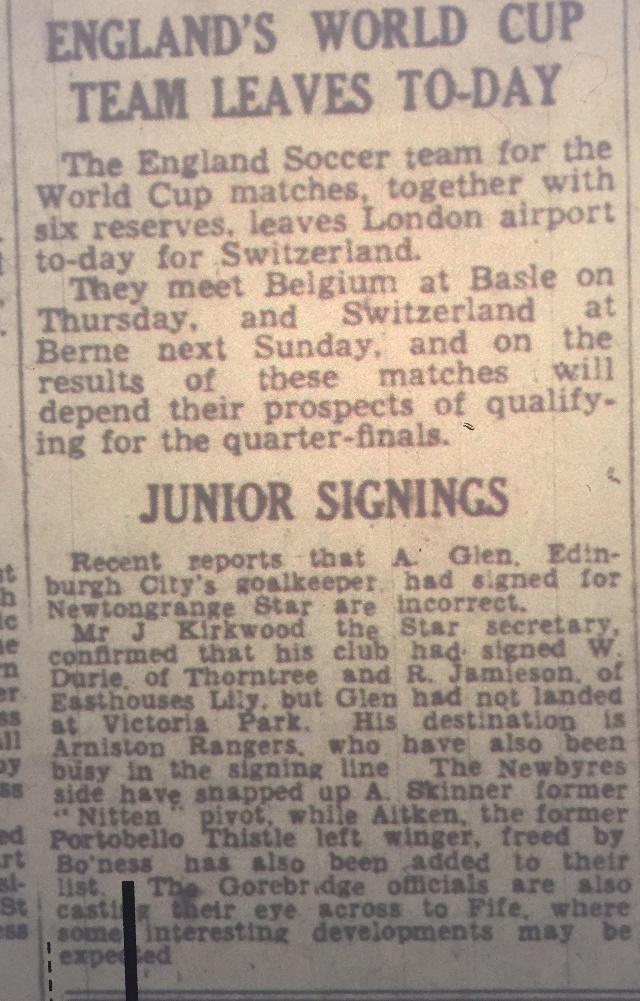 ENGLAND'S WORLD CUP
TEAM LEAVES TO-DAY
The England Soccer team for the
World Cup matches, together with
six reserves, leaves London airport
to-day for Switzerland.
They meet Belgium at Basle on
Thursday, and Switzerland at
Berne next Sunday, and on the
results of these matches will
depend their prospects of qualify-
ing for the quarter-finals.
JUNIOR SIGNINGS
Recent reports that A. Glen, Edin-
burgh City's goalkeeper had signed for
Newtongrange Star are incorrect.
Mr J Kirkwood the Star secretary,
confirmed that his club had signed W.
Durie, of Thorntree and R. Jamieson, of
Easthouses Lily, but Glen had not landed
at Victoria Park. His destination is
Arniston Rangers, who have also been
busy in the signing line The Newbyres
side have snapped up A. Skinner former
"Nitten" pivot, while Aitken, the former
Portobello Thistle left winger, freed by
Bo'ness has also been added to their
list. The Gorebridge officials are also
casting their eye across to Fife, where
some interesting developments may be
expected